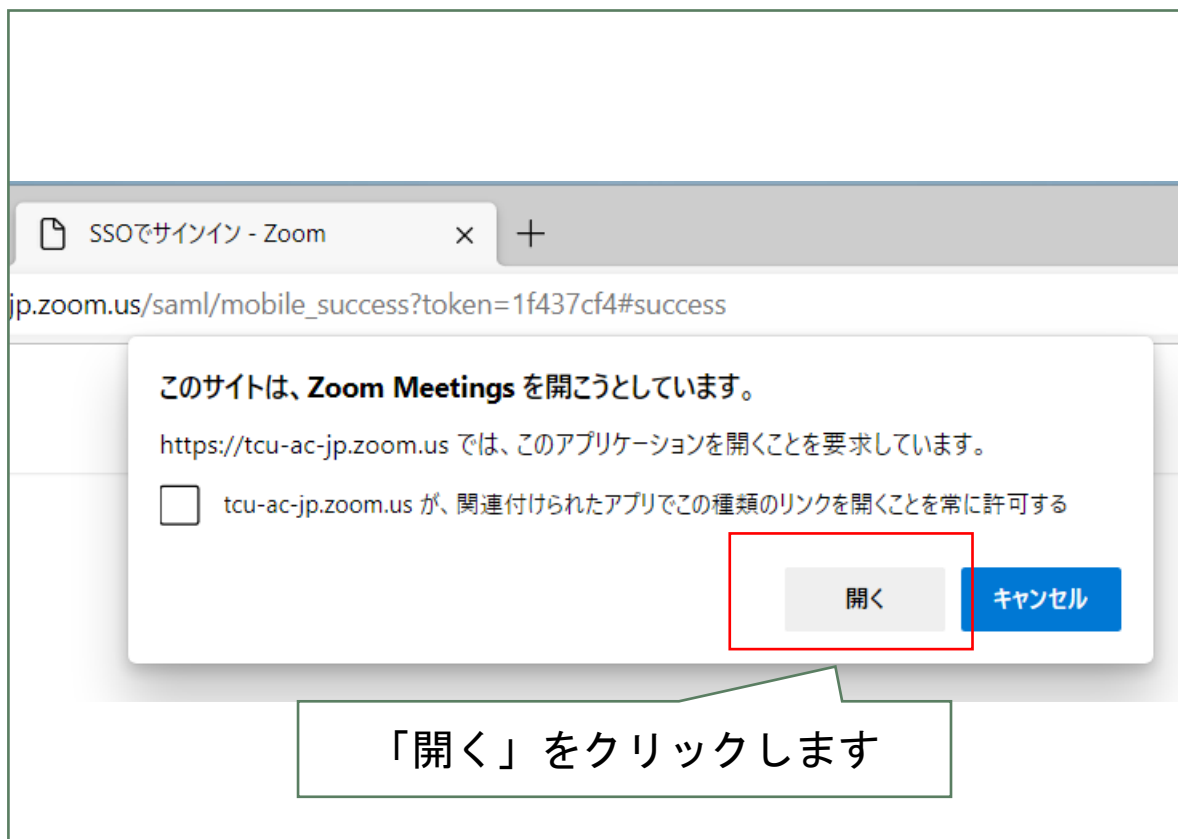 SSOでサインイン - Zoom
jp.zoom.us/saml/mobile_success?token=1f437cf4#success
このサイトは、Zoom Meetings を開こうとしています。
https://tcu-ac-jp.zoom.us では、このアプリケーションを開くことを要求しています。
tcu-ac-jp.zoom.us が、関連付けられたアプリでこの種類のリンクを開くことを常に許可する
開く
キャンセル
「開く」をクリックします